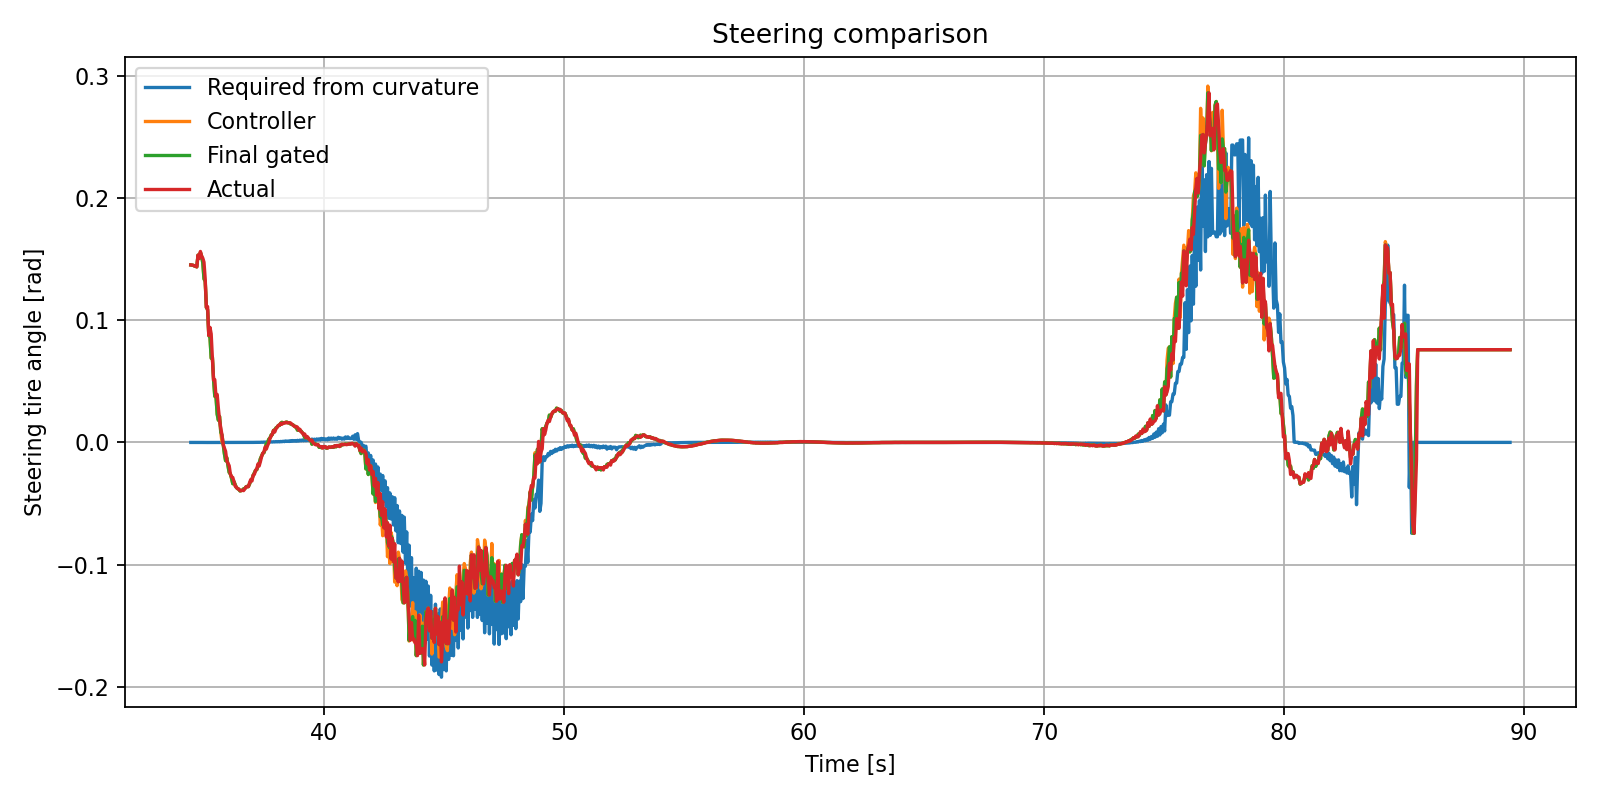 Steering comparison
Required from curvature
Controller
Final gated
Actual
Steering tire angle [rad]
0.3
0.2
0.1
0.0
−0.1
−0.2
40
50
60
70
80
90
Time [s]